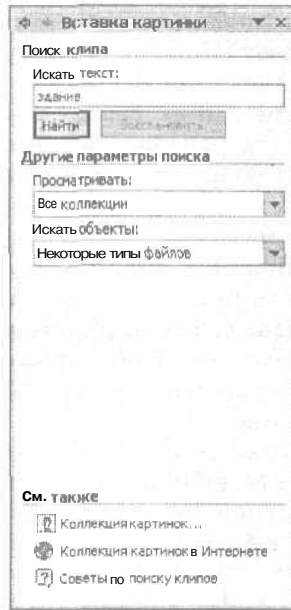 Вставка картинки
Поиск клипа
Искать текст:
здание
Найти Восстановить
Другие параметры поиска
Просматривать:
Все коллекции
Искать объекты:
Некоторые типы файлов
См. также
Коллекция картинок...
Коллекция картинок в Интернете
Советы по поиску клипов